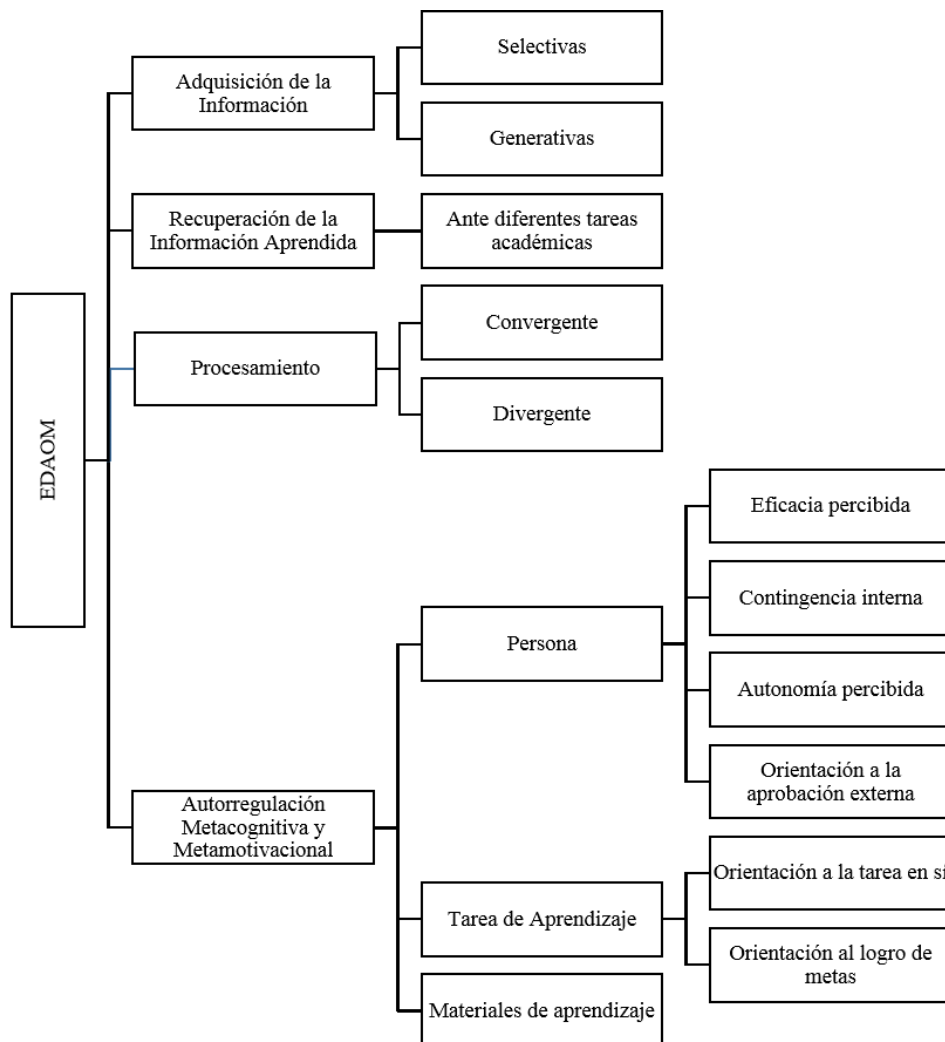 EDAOM
Adquisición de la
Información
Selectivas
Generativas
Recuperación de la
Información Aprendida
Ante diferentes tareas
académicas
Procesamiento
Convergente
Divergente
Autorregulación
Metacognitiva y
Metamotivacional
Persona
Eficacia percibida
Contingencia interna
Autonomía percibida
Orientación a la
aprobación externa
Tarea de Aprendizaje
Orientación a la tarea en sí
Orientación al logro de
metas
Materiales de aprendizaje